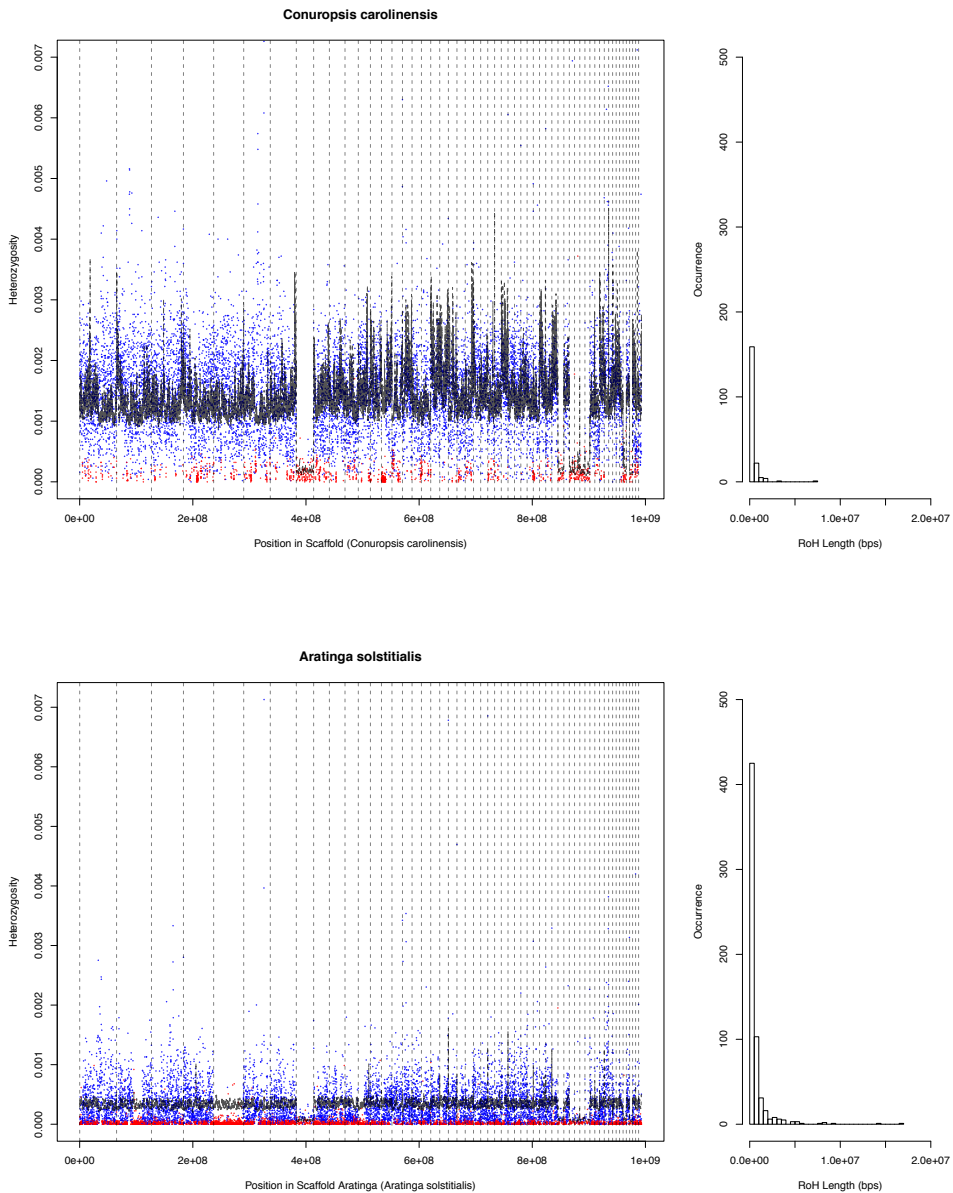 Conuropsis carolinensis
0.007
0.006
0.005
0.004
0.003
0.002
0.001
0.000
Heterozygosity
0e+00 2e+08 4e+08 6e+08 8e+08 1e+09
Position in Scaffold (Conuropsis carolinensis)
500
400
300
200
100
0
Occurrence
0.0e+00 1.0e+07 2.0e+07
RoH Length (bps)
Aratinga solstitialis
0.007
0.006
0.005
0.004
0.003
0.002
0.001
0.000
Heterozygosity
0e+00 2e+08 4e+08 6e+08 8e+08 1e+09
Position in Scaffold Aratinga (Aratinga solstitialis)
500
400
300
200
100
0
Occurrence
0.0e+00 1.0e+07 2.0e+07
RoH Length (bps)